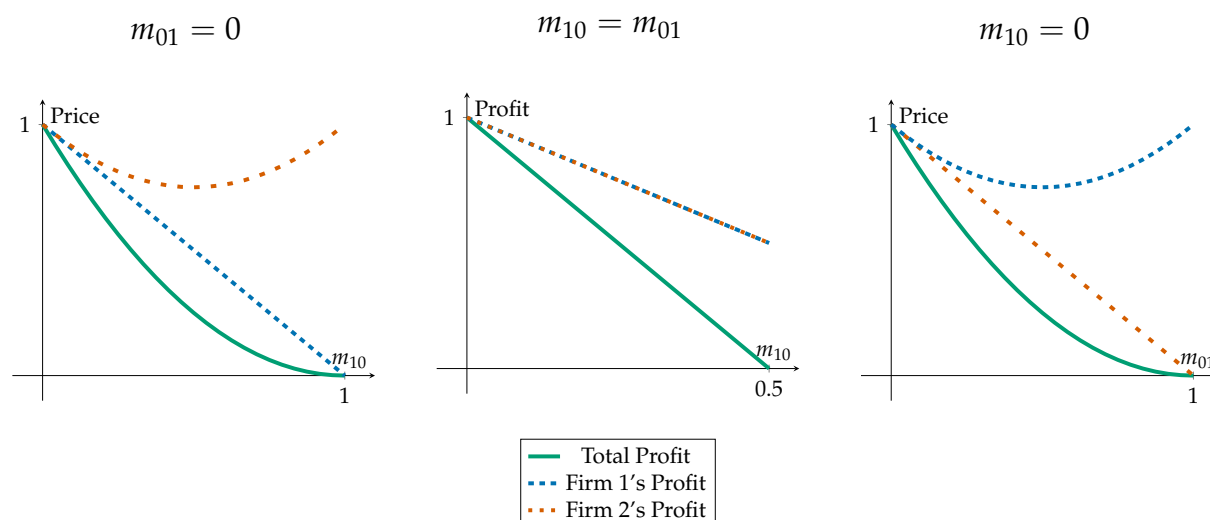 m₀₁ = 0
m₁₀ = m₀₁
m₁₀ = 0
Price
1
m₁₀
1
Profit
1
m₁₀
0.5
Price
1
m₀₁
1
Total Profit
Firm 1's Profit
Firm 2's Profit